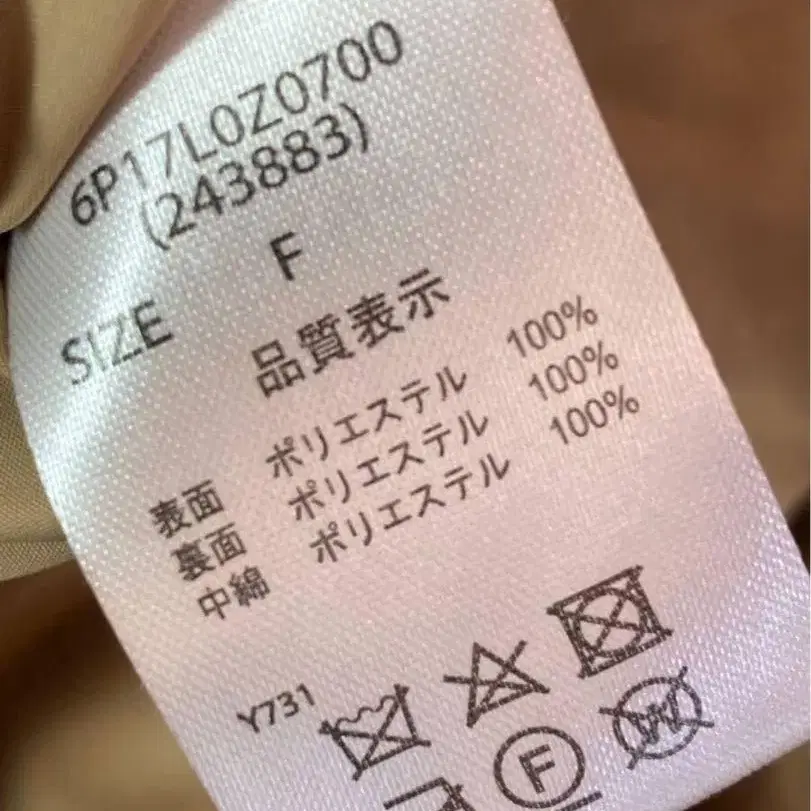 6P17L0Z0700
(243883)
SIZE F
品質表示
表面 ポリエステル 100%
裏面 ポリエステル 100%
中綿 ポリエステル 100%
Y731
F
W